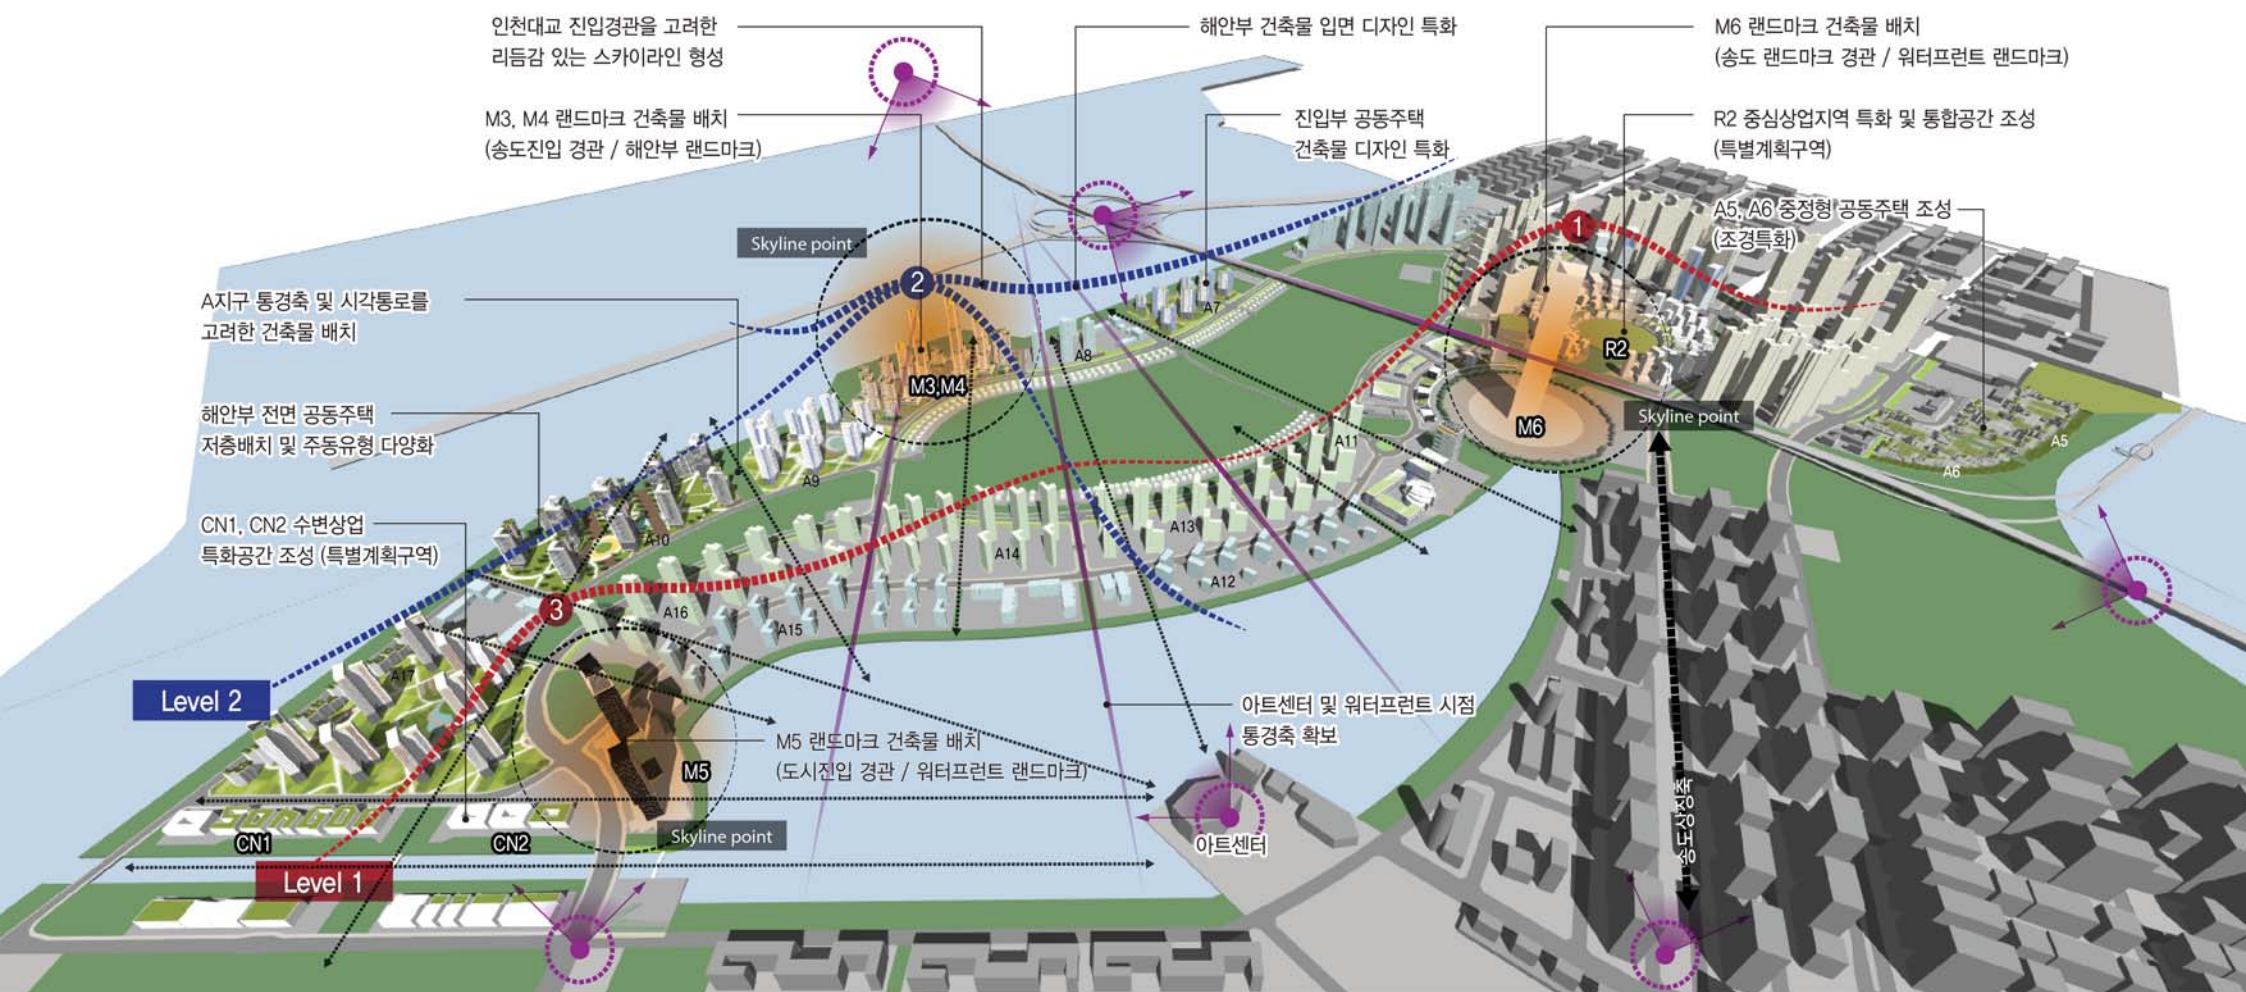 인천대교 진입경관을 고려한
리듬감 있는 스카이라인 형성
해안부 건축물 입면 디자인 특화
M6 랜드마크 건축물 배치
(송도 랜드마크 경관 / 워터프런트 랜드마크)
M3, M4 랜드마크 건축물 배치
(송도진입 경관 / 해안부 랜드마크)
진입부 공동주택
건축물 디자인 특화
R2 중심상업지역 특화 및 통합공간 조성
(특별계획구역)
A5, A6 중정형 공동주택 조성
(조경특화)
Skyline point
1
2
A지구 통경축 및 시각통로를
고려한 건축물 배치
A7
A8
R2
M3,M4
Skyline point
M6
해안부 전면 공동주택
저층배치 및 주동유형 다양화
A11
A5
A6
A9
CN1, CN2 수변상업
특화공간 조성 (특별계획구역)
A10
A13
A14
A12
3
A16
A15
A17
Level 2
아트센터 및 워터프런트 시점
통경축 확보
M5 랜드마크 건축물 배치
(도시진입 경관 / 워터프런트 랜드마크)
M5
송도상징축
SONGDO
Skyline point
CN1
CN2
아트센터
Level 1